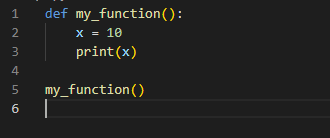 1 def my_function():
2     x = 10
3     print(x)
4
5 my_function()
6